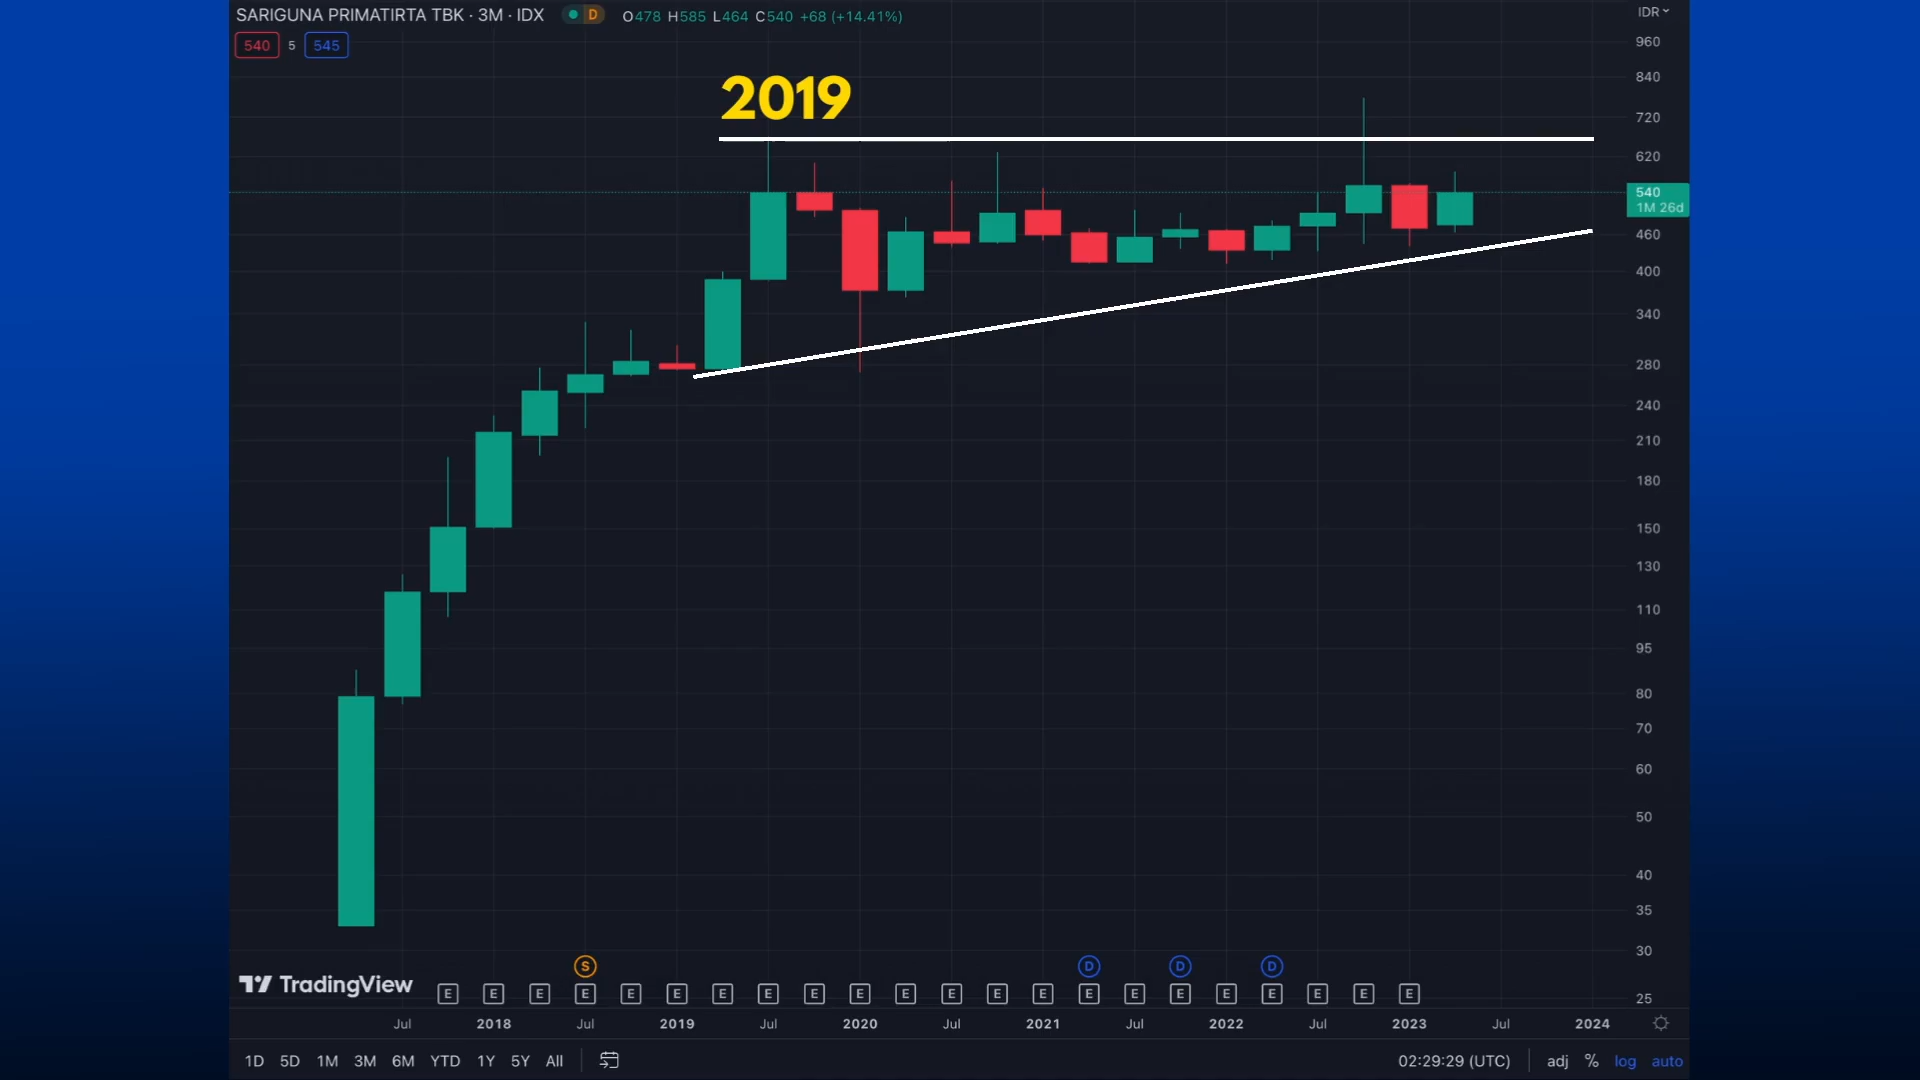 SARIGUNA PRIMATIRTA TBK · 3M · IDX D O478 H585 L464 C540 +68 (+14.41%)
IDR
540 5 545
2019
960
840
720
620
540
1M 26d
460
400
340
280
240
210
180
150
130
110
95
80
70
60
50
40
35
30
25
S D D D
TradingView
E E E E E E E E E E E E E E E E E E E E E E
Jul 2018 Jul 2019 Jul 2020 Jul 2021 Jul 2022 Jul 2023 Jul 2024
1D 5D 1M 3M 6M YTD 1Y 5Y All 02:29:29 (UTC) adj % log auto